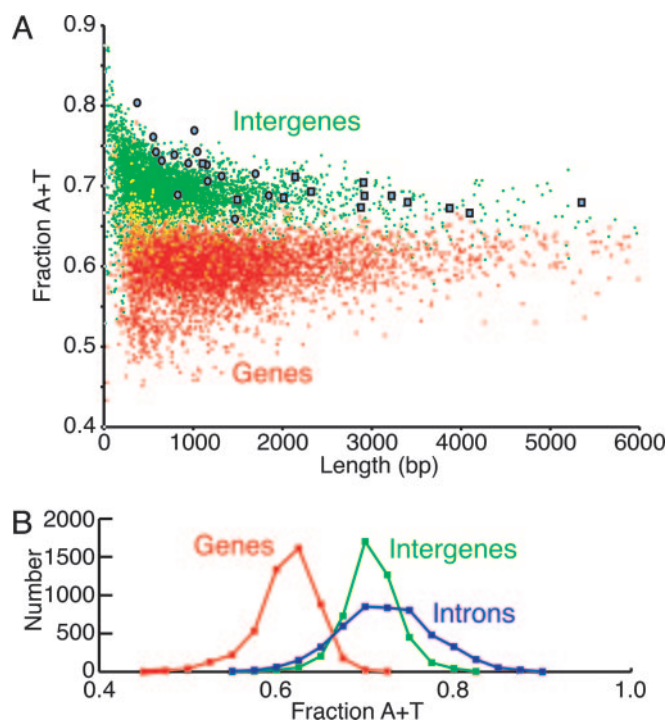 A
Fraction A+T
0.9
0.8
0.7
0.6
0.5
0.4
Intergenes
Genes
0 1000 2000 3000 4000 5000 6000
Length (bp)
B
Number
2000
1500
1000
500
0
Genes
Intergenes
Introns
0.4 0.6 0.8 1.0
Fraction A+T